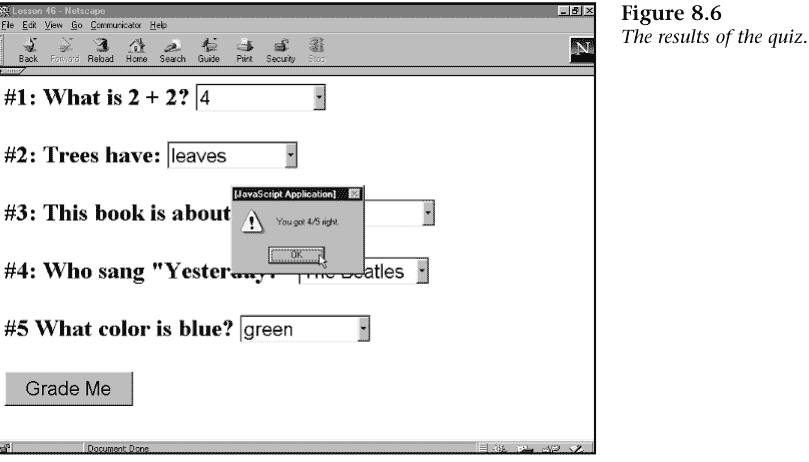 Lesson 46 - Netscape
File Edit View Go Communicator Help
Back Forward Reload Home Search Guide Print Security Stop
N
#1: What is 2 + 2? 4
#2: Trees have: leaves
[JavaScript Application]
#3: This book is about
You got 4/5 right.
OK
#4: Who sang "Yesterday? The Beatles
#5 What color is blue? green
Grade Me
Document: Done
Figure 8.6
The results of the quiz.